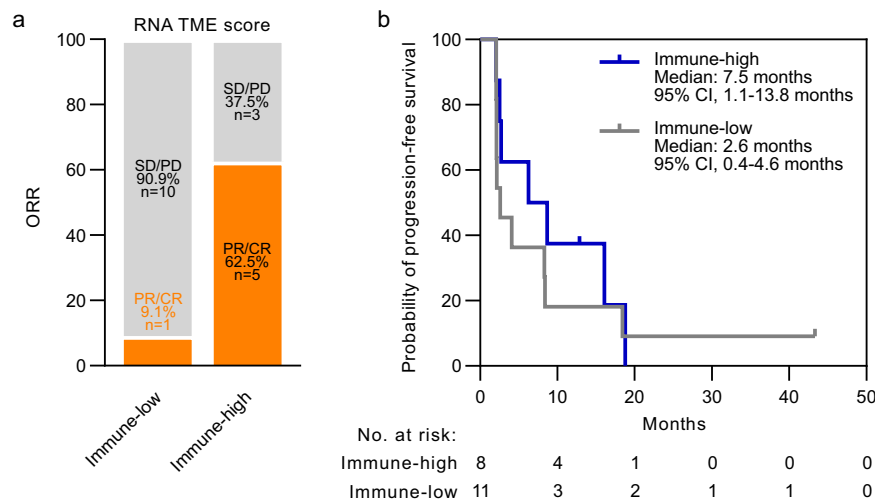 a
RNA TME score
100
80
60
40
20
0
ORR
SD/PD
90.9%
n=10
PR/CR
9.1%
n=1
SD/PD
37.5%
n=3
PR/CR
62.5%
n=5
Immune-low
Immune-high
b
Probability of progression-free survival
100
80
60
40
20
0
Immune-high
Median: 7.5 months
95% CI, 1.1-13.8 months
Immune-low
Median: 2.6 months
95% CI, 0.4-4.6 months
0 10 20 30 40 50
Months
No. at risk:
Immune-high 8 4 1 0 0 0
Immune-low 11 3 2 1 1 0